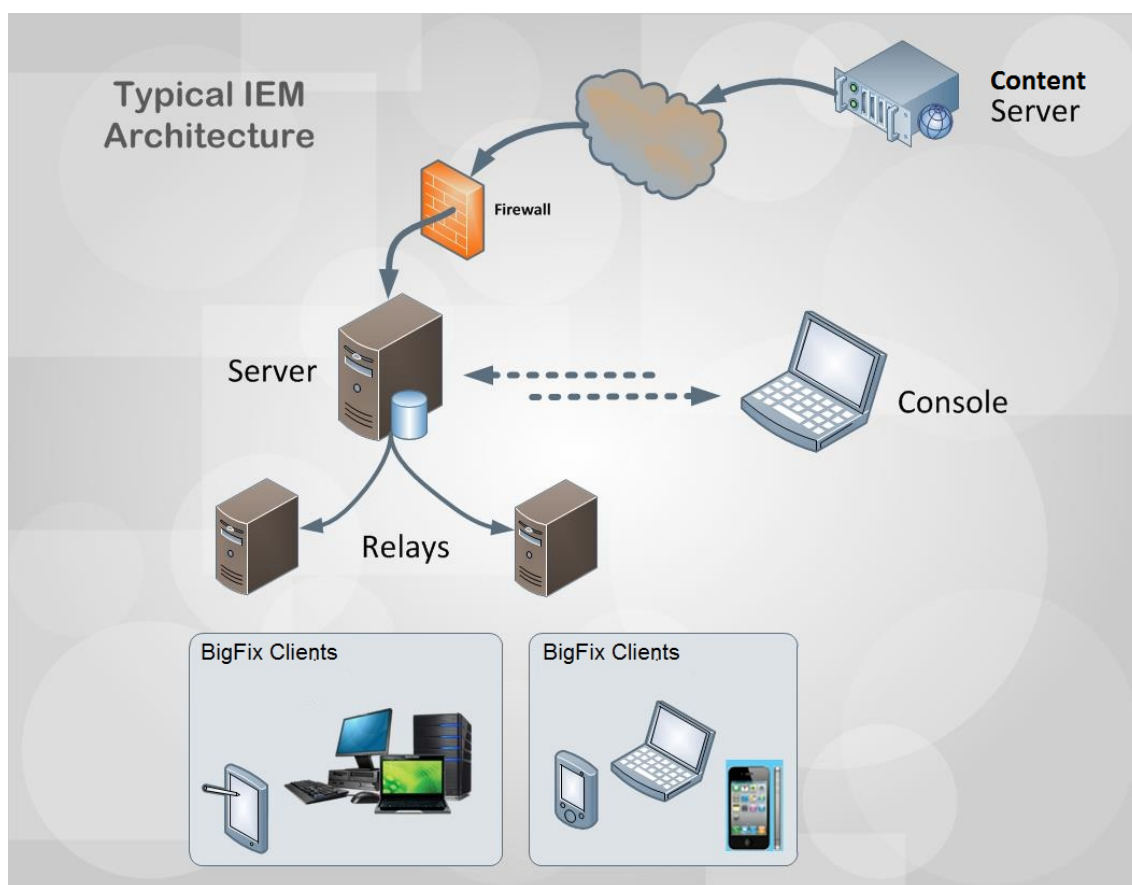 Typical IEM
Architecture
Content
Server
Firewall
Server
Console
Relays
BigFix Clients
BigFix Clients